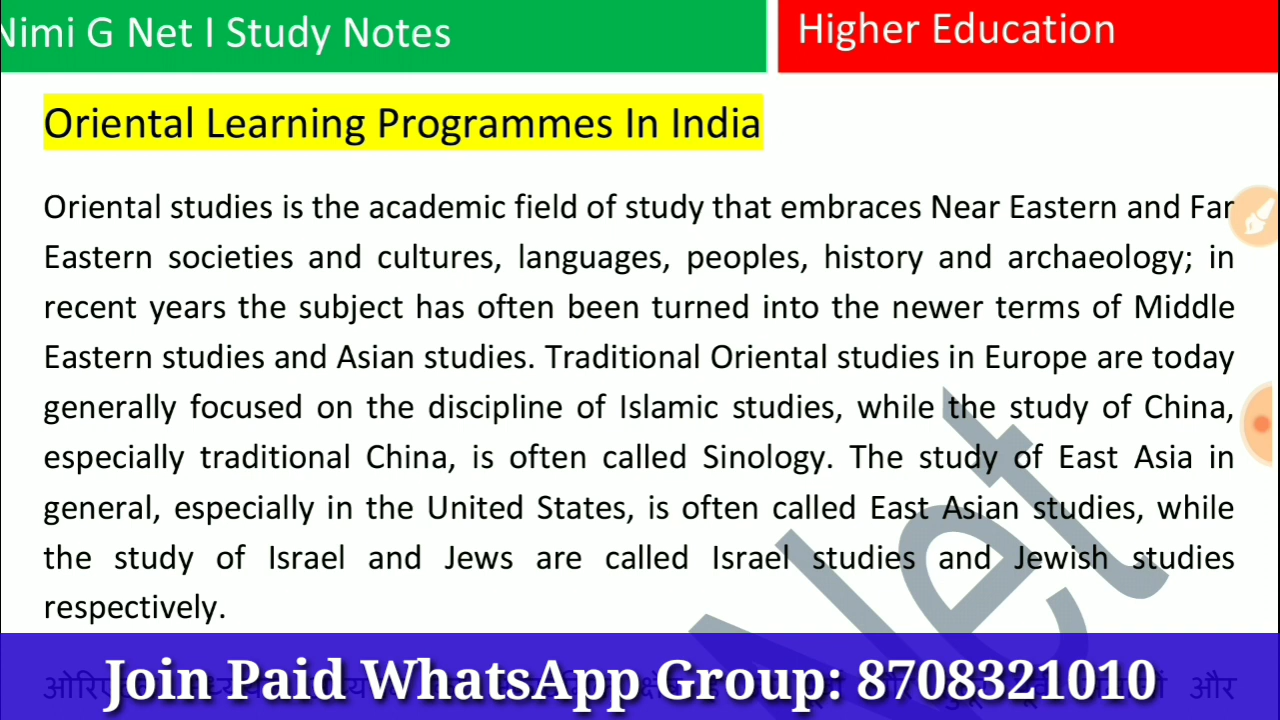 Nimi G Net I Study Notes
Higher Education
Oriental Learning Programmes In India
Oriental studies is the academic field of study that embraces Near Eastern and Far
Eastern societies and cultures, languages, peoples, history and archaeology; in
recent years the subject has often been turned into the newer terms of Middle
Eastern studies and Asian studies. Traditional Oriental studies in Europe are today
generally focused on the discipline of Islamic studies, while the study of China,
especially traditional China, is often called Sinology. The study of East Asia in
general, especially in the United States, is often called East Asian studies, while
the study of Israel and Jews are called Israel studies and Jewish studies
respectively.
Net
Join Paid WhatsApp Group: 8708321010
और